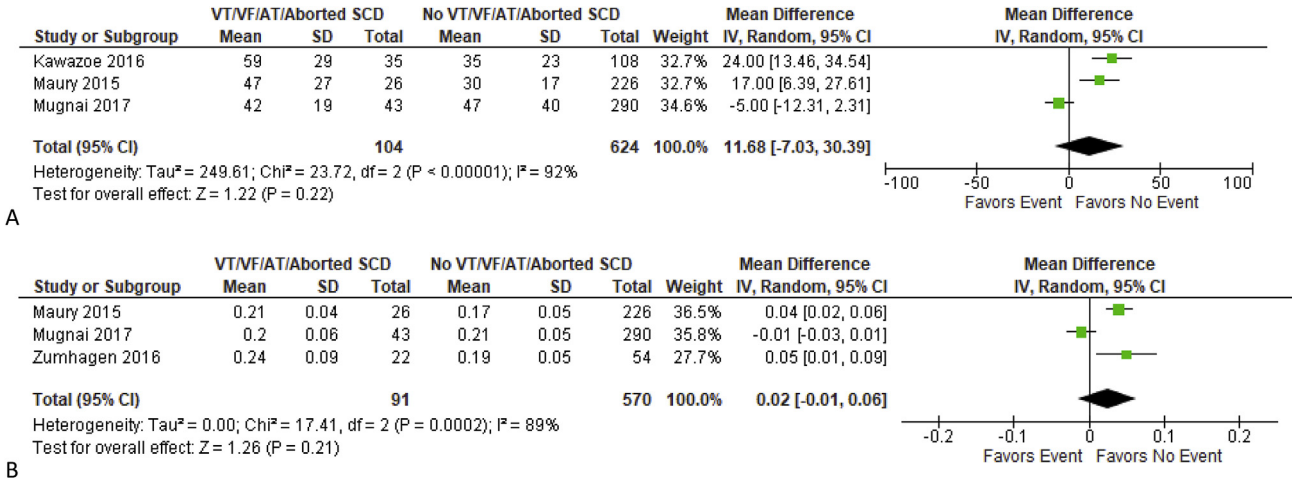 VT/VF/AT/Aborted SCD No VT/VF/AT/Aborted SCD Mean Difference Mean Difference
Study or Subgroup Mean SD Total Mean SD Total Weight IV, Random, 95% CI IV, Random, 95% CI
Kawazoe 2016 59 29 35 35 23 108 32.7% 24.00 [13.46, 34.54]
Maury 2015 47 27 26 30 17 226 32.7% 17.00 [6.39, 27.61]
Mugnai 2017 42 19 43 47 40 290 34.6% -5.00 [-12.31, 2.31]
Total (95% CI) 104 624 100.0% 11.68 [-7.03, 30.39]
Heterogeneity: Tau² = 249.61; Chi² = 23.72, df = 2 (P < 0.00001); I² = 92%
Test for overall effect: Z = 1.22 (P = 0.22)
-100 -50 0 50 100
Favors Event Favors No Event
A
VT/VF/AT/Aborted SCD No VT/VF/AT/Aborted SCD Mean Difference Mean Difference
Study or Subgroup Mean SD Total Mean SD Total Weight IV, Random, 95% CI IV, Random, 95% CI
Maury 2015 0.21 0.04 26 0.17 0.05 226 36.5% 0.04 [0.02, 0.06]
Mugnai 2017 0.2 0.06 43 0.21 0.05 290 35.8% -0.01 [-0.03, 0.01]
Zumhagen 2016 0.24 0.09 22 0.19 0.05 54 27.7% 0.05 [0.01, 0.09]
Total (95% CI) 91 570 100.0% 0.02 [-0.01, 0.06]
Heterogeneity: Tau² = 0.00; Chi² = 17.41, df = 2 (P = 0.0002); I² = 89%
Test for overall effect: Z = 1.26 (P = 0.21)
-0.2 -0.1 0 0.1 0.2
Favors Event Favors No Event
B